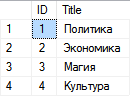 ID Title
1 1 Политика
2 2 Экономика
3 3 Магия
4 4 Культура